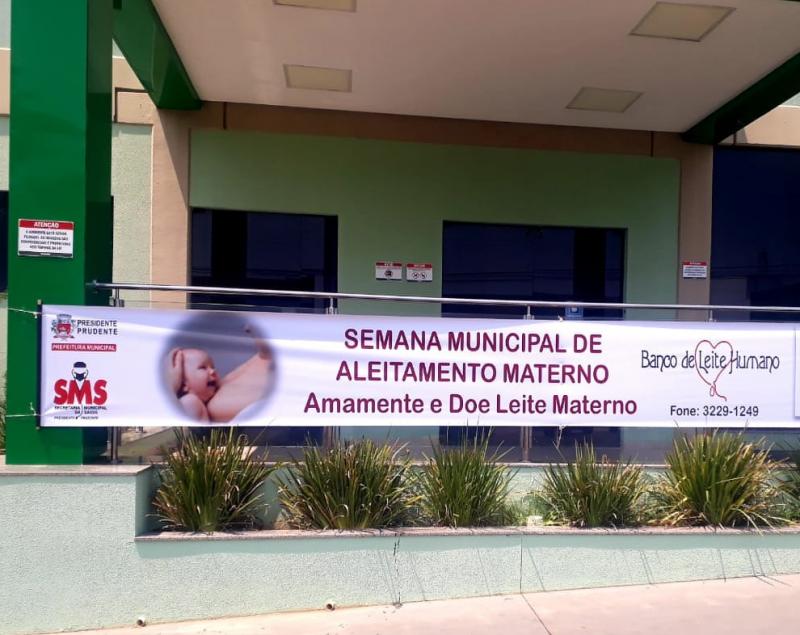 ATENÇÃO
PRESIDENTE
PRUDENTE
PREFEITURA MUNICIPAL
SMS
SECRETARIA MUNICIPAL
DE SAÚDE
SEMANA MUNICIPAL DE
ALEITAMENTO MATERNO
Amamente e Doe Leite Materno
Banco de Leite Humano
Fone: 3229-1249